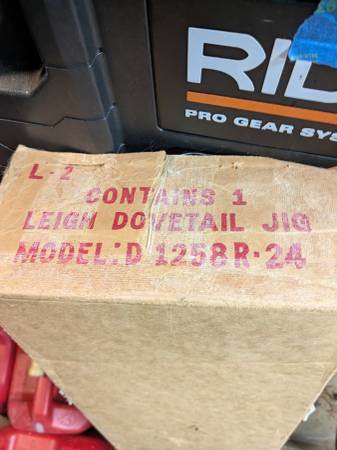 RID
PRO GEAR SYS
L-2
CONTAINS 1
LEIGH DOVETAIL JIG
MODEL:D 1258R-24